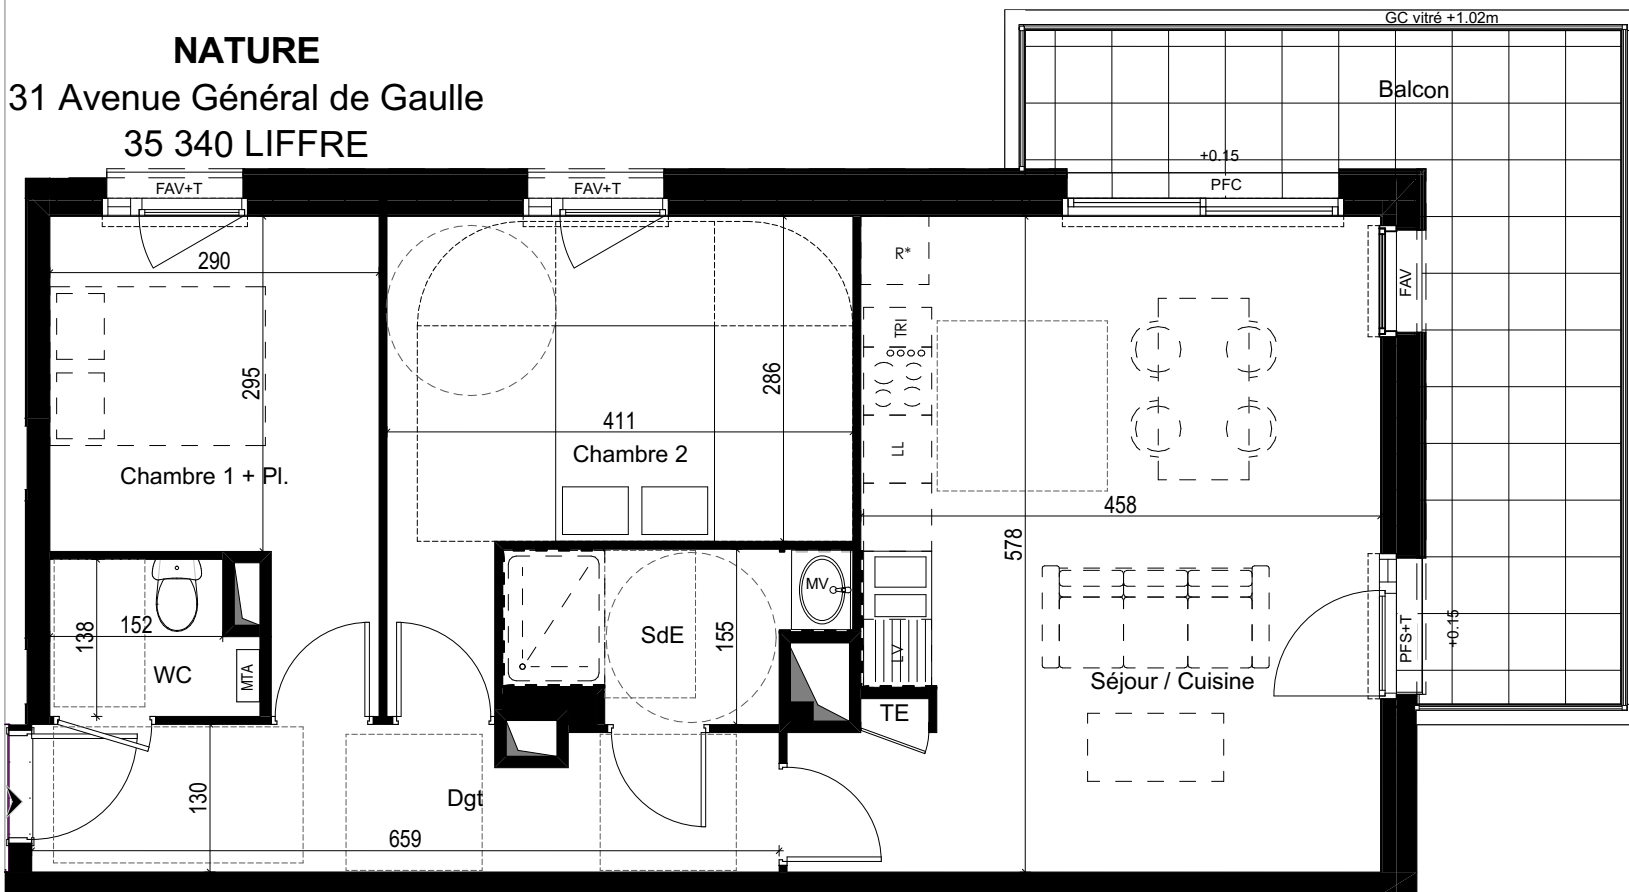 NATURE
31 Avenue Général de Gaulle
35 340 LIFFRE
GC vitré +1.02m
Balcon
+0.15
PFC
FAV+T
FAV+T
290
R*
FAV
TRI
295
286
411
Chambre 2
LL
Chambre 1 + Pl.
458
578
MV
138
152
WC
MTA
SdE
155
LV
PFS+T
+0.15
Séjour / Cuisine
TE
130
Dgt
659